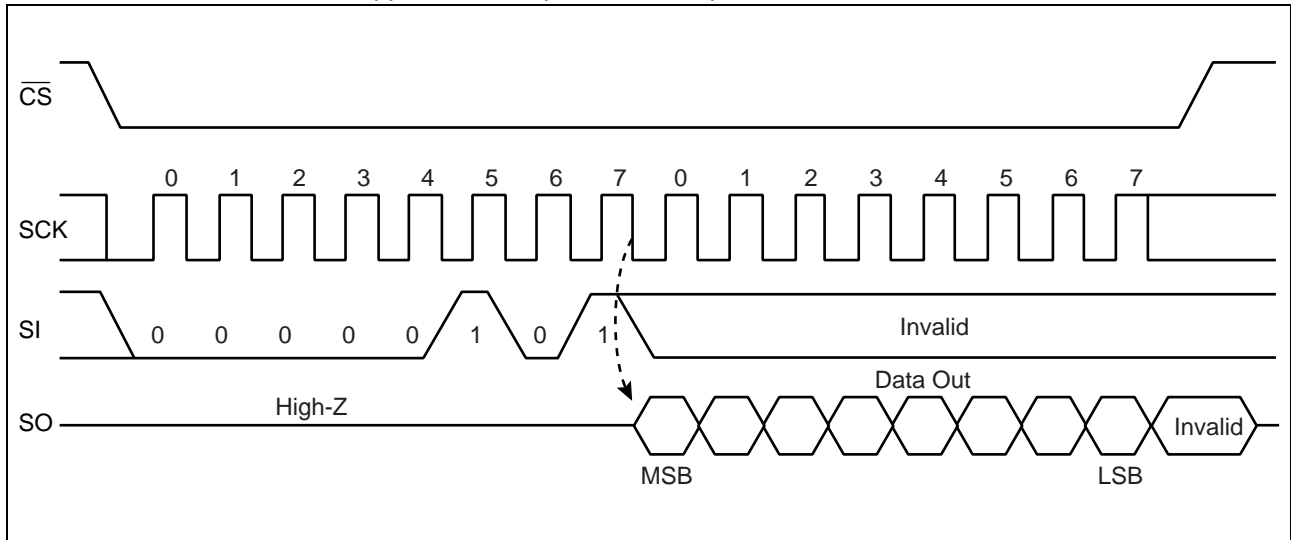 CS
0 1 2 3 4 5 6 7 0 1 2 3 4 5 6 7
SCK
SI 0 0 0 0 0 1 0 1 Invalid
Data Out
High-Z
SO Invalid
MSB LSB